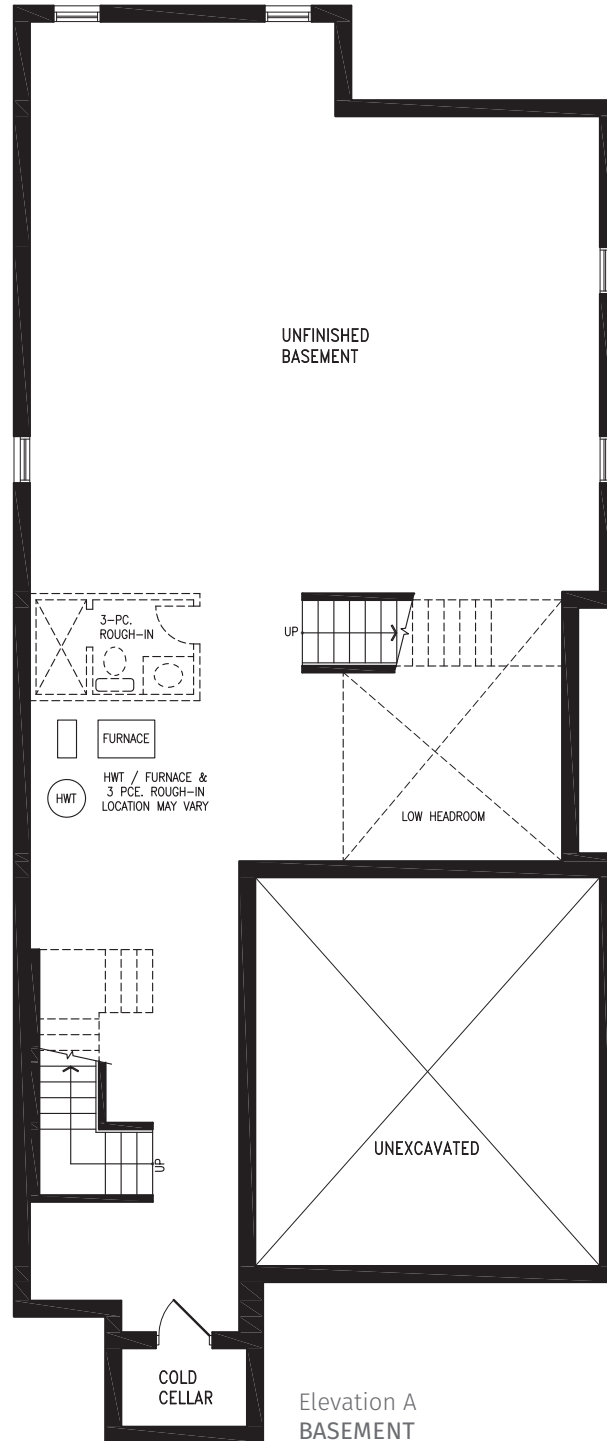 UNFINISHED
BASEMENT
3-PC.
ROUGH-IN
UP
FURNACE
HWT
HWT / FURNACE &
3 PCE. ROUGH-IN
LOCATION MAY VARY
LOW HEADROOM
UP
UNEXCAVATED
COLD
CELLAR
Elevation A
BASEMENT